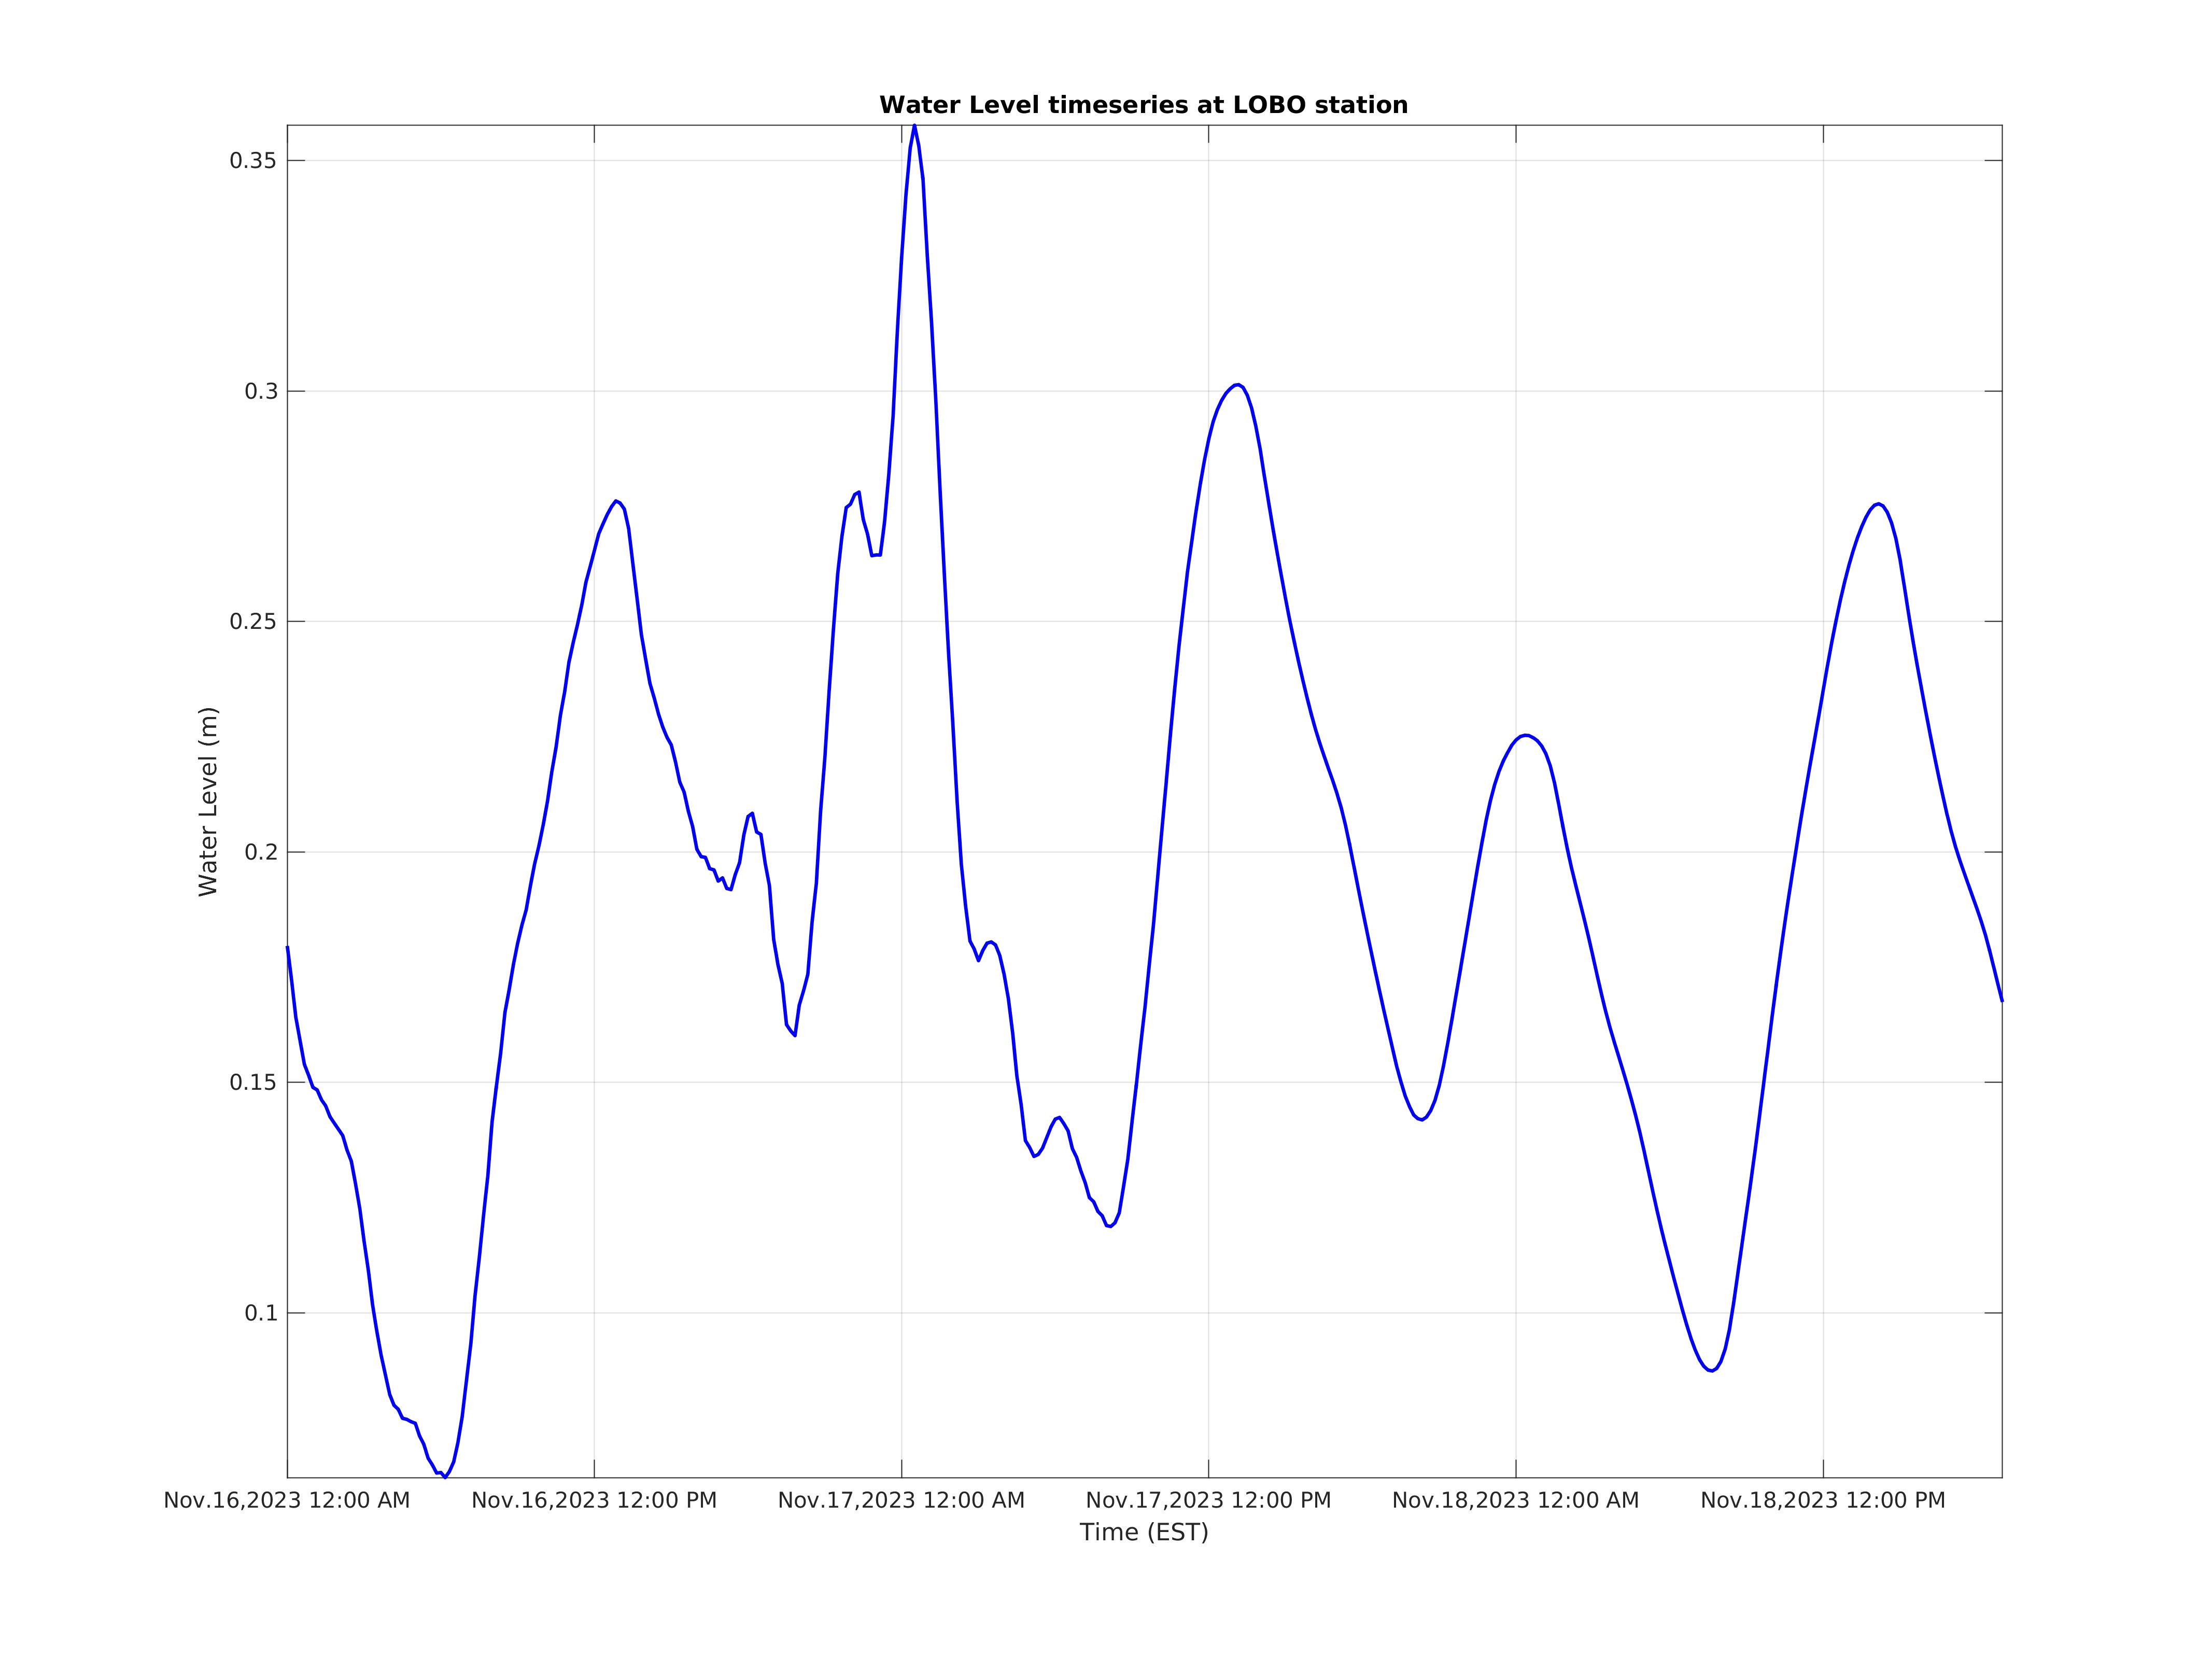 Water Level timeseries at LOBO station
0.35
0.3
0.25
0.2
0.15
0.1
Water Level (m)
Nov.16,2023 12:00 AM Nov.16,2023 12:00 PM Nov.17,2023 12:00 AM Nov.17,2023 12:00 PM Nov.18,2023 12:00 AM Nov.18,2023 12:00 PM
Time (EST)